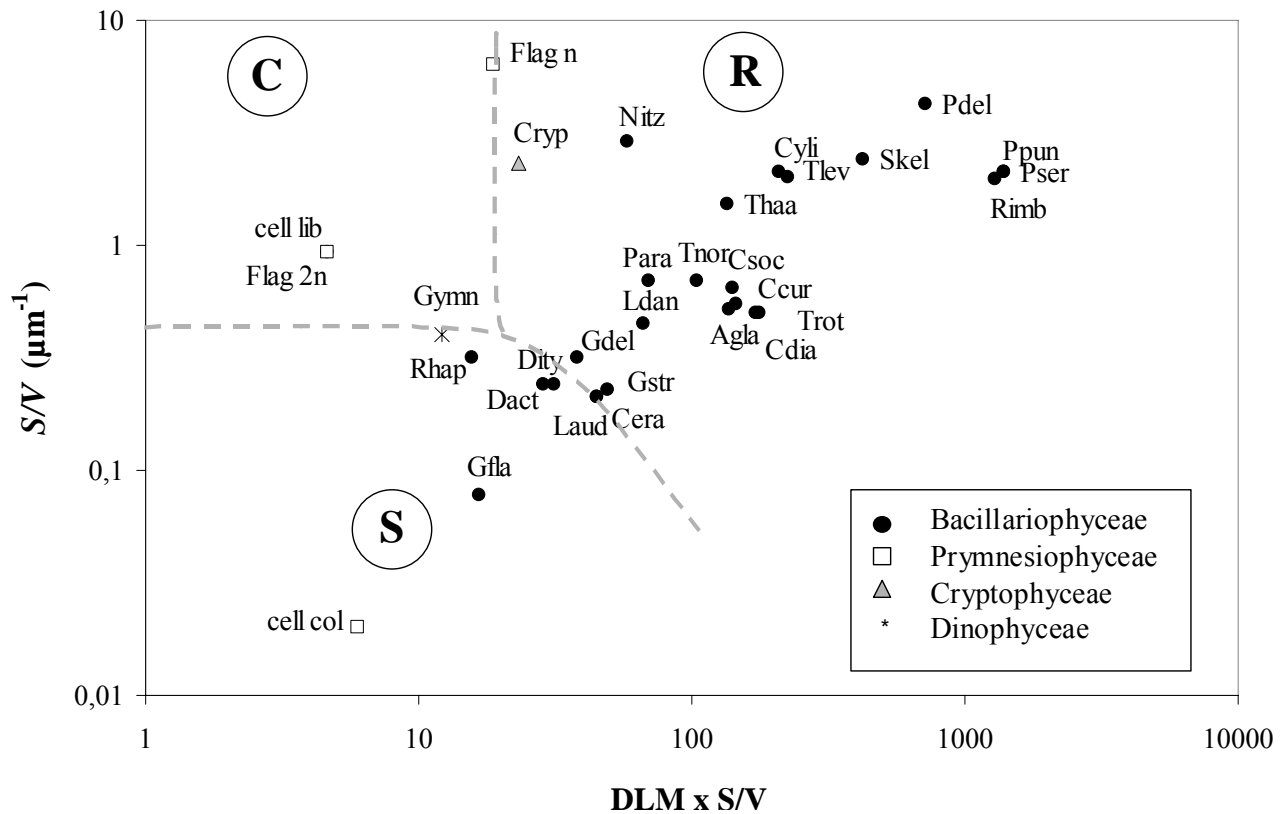 10
C
Flag n
R
Pdel
Nitz
Cryp
Cyli
Ppun
Skel
Tlev
Pser
Thaa
Rimb
cell lib
1
Para
Tnor
Csoc
Flag 2n
Gymn
Ldan
Ccur
Trot
Gdel
Agla
Cdia
Rhap
Dity
Gstr
Dact
Laud
Cera
S/V (µm-1)
Gfla
0,1
S
Bacillariophyceae
Prymnesiophyceae
Cryptophyceae
* Dinophyceae
cell col
0,01
1 10 100 1000 10000
DLM x S/V